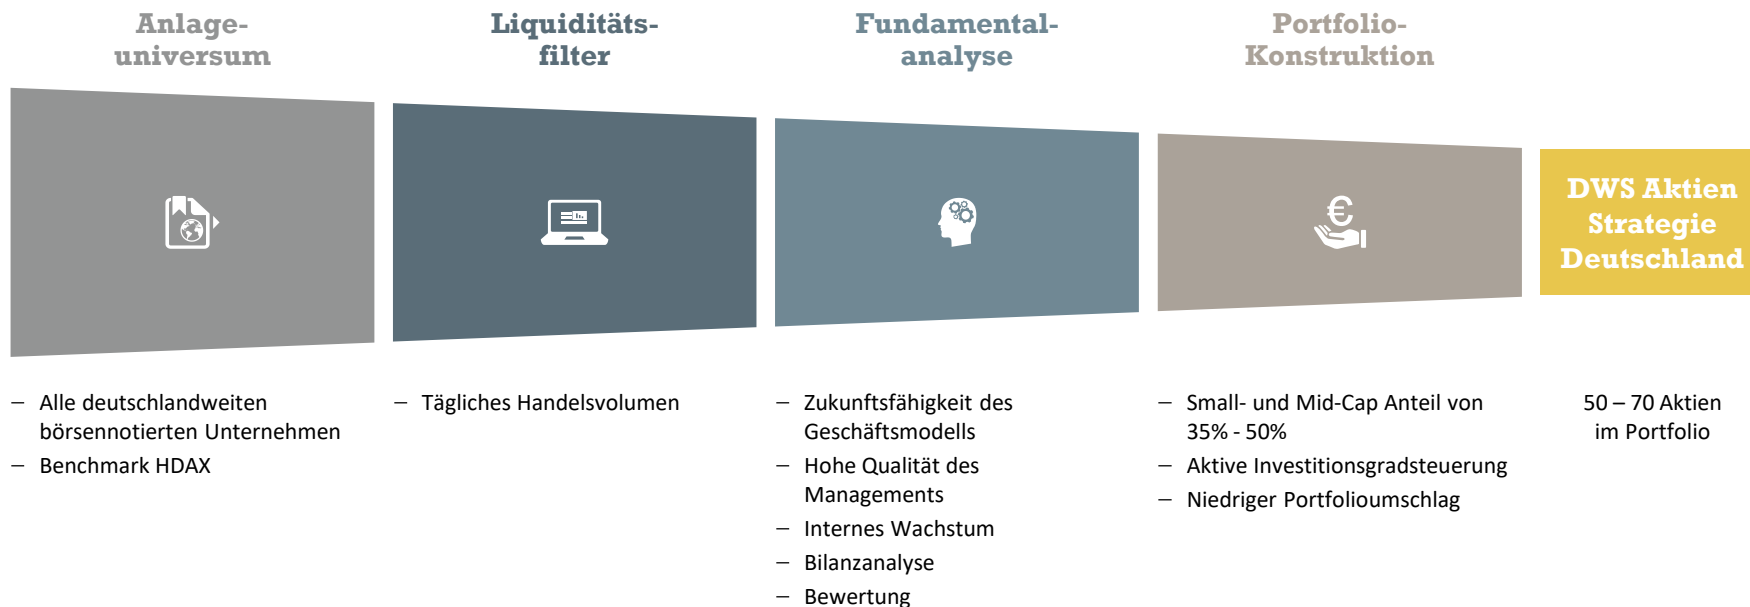 Anlage-
universum
Liquiditäts-
filter
Fundamental-
analyse
Portfolio-
Konstruktion
DWS Aktien
Strategie
Deutschland
– Alle deutschlandweiten
börsennotierten Unternehmen
– Benchmark HDAX
– Tägliches Handelsvolumen
– Zukunftsfähigkeit des
Geschäftsmodells
– Hohe Qualität des
Managements
– Internes Wachstum
– Bilanzanalyse
– Bewertung
– Small- und Mid-Cap Anteil von
35% - 50%
– Aktive Investitionsgradsteuerung
– Niedriger Portfolioumschlag
50 – 70 Aktien
im Portfolio